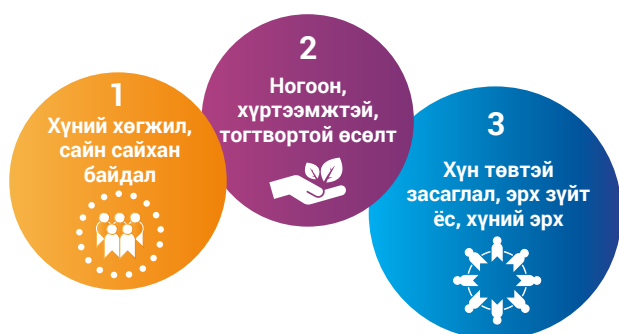 1
Хүний хөгжил,
сайн сайхан
байдал
2
Ногоон,
хүртээмжтэй,
тогтвортой өсөлт
3
Хүн төвтэй
засаглал, эрх зүйт
ёс, хүний эрх